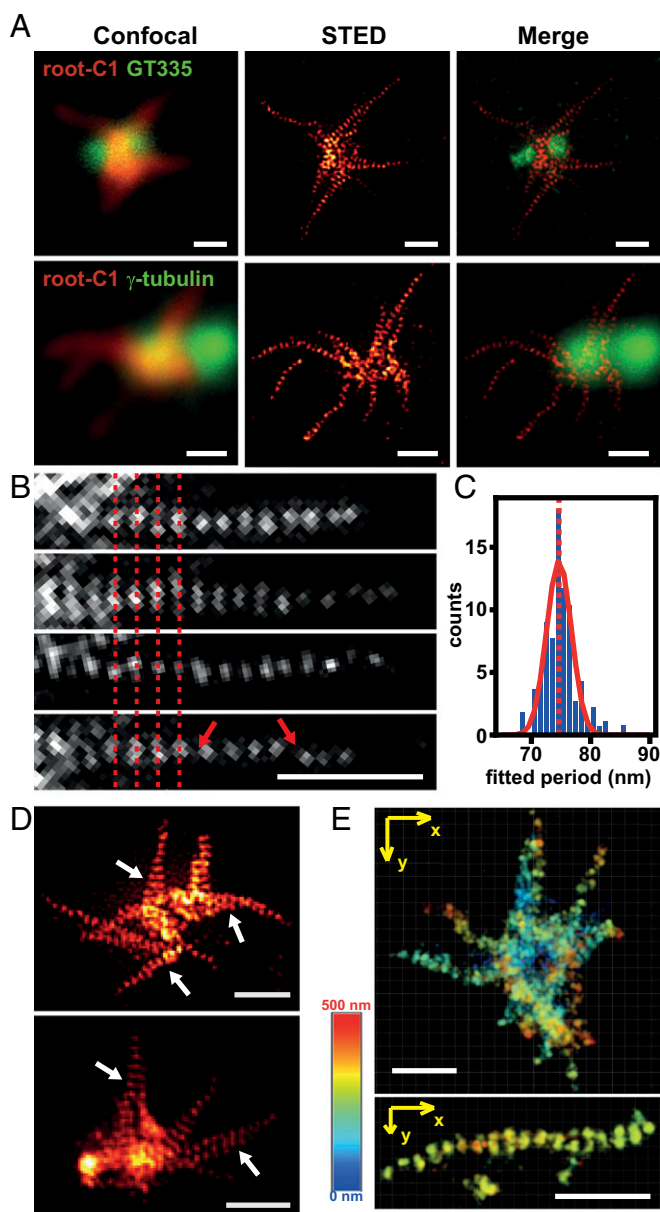 A
Confocal STED Merge
root-C1 GT335
root-C1 γ-tubulin
B
C
counts
15
10
5
0
70 80 90
fitted period (nm)
D
E
x
y
500 nm
0 nm
x
y